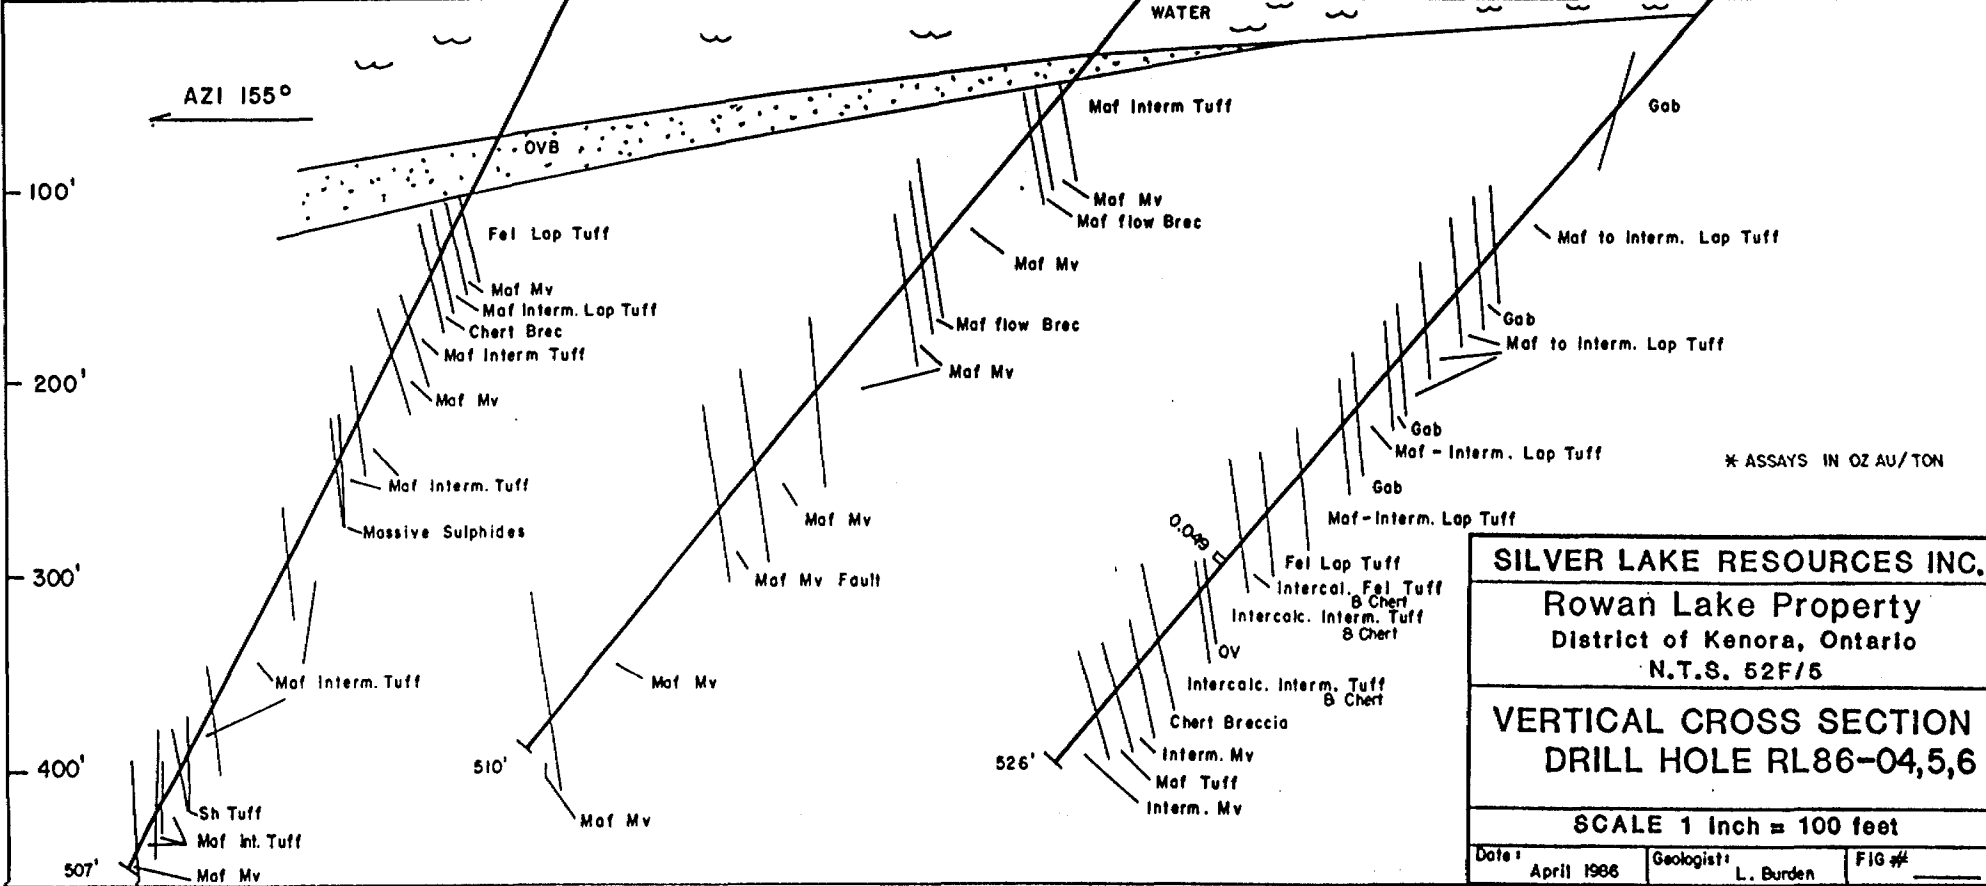 WATER
AZI 155°
OVB
100'
200'
300'
400'
Fel Lap Tuff
Maf Mv
Maf Interm. Lap Tuff
Chert Brec
Maf Interm Tuff
Maf Mv
Maf Interm. Tuff
Massive Sulphides
Maf Interm. Tuff
Sh Tuff
Maf Int. Tuff
Maf Mv
507'
Maf Interm Tuff
Maf Mv
Maf flow Brec
Maf Mv
Maf flow Brec
Maf Mv
Maf Mv
Maf Mv Fault
Maf Mv
510'
Maf Mv
Gab
Maf to Interm. Lap Tuff
Gab
Maf to Interm. Lap Tuff
Gab
Maf - Interm. Lap Tuff
Gab
Maf-Interm. Lap Tuff
0.049
Fel Lap Tuff
Intercal. Fel Tuff
& Chert
Intercalc. Interm. Tuff
& Chert
OV
Intercalc. Interm. Tuff
& Chert
Chert Breccia
Interm. Mv
Maf Tuff
Interm. Mv
526'
* ASSAYS IN OZ AU/TON
SILVER LAKE RESOURCES INC.
Rowan Lake Property
District of Kenora, Ontario
N.T.S. 52F/5
VERTICAL CROSS SECTION
DRILL HOLE RL86-04,5,6
SCALE 1 Inch = 100 feet
Date: April 1986
Geologist: L. Burden
FIG #